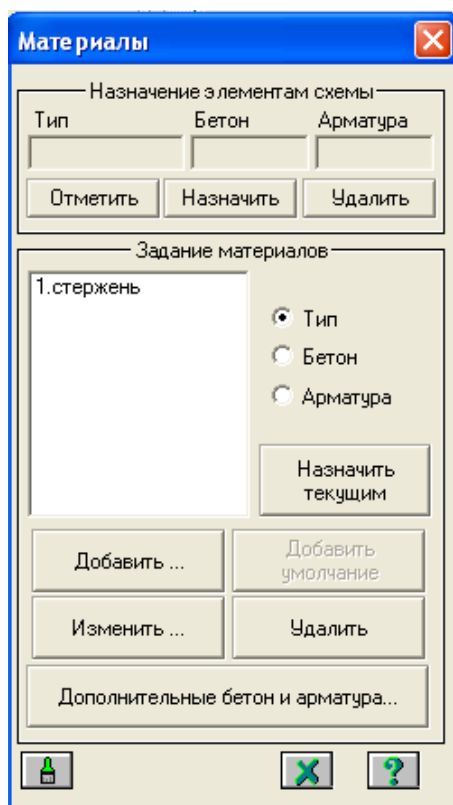 Материалы
Назначение элементам схемы
Тип Бетон Арматура
Отметить Назначить Удалить
Задание материалов
1.стержень
Тип
Бетон
Арматура
Назначить
текущим
Добавить ... Добавить
умолчание
Изменить ... Удалить
Дополнительные бетон и арматура...
?